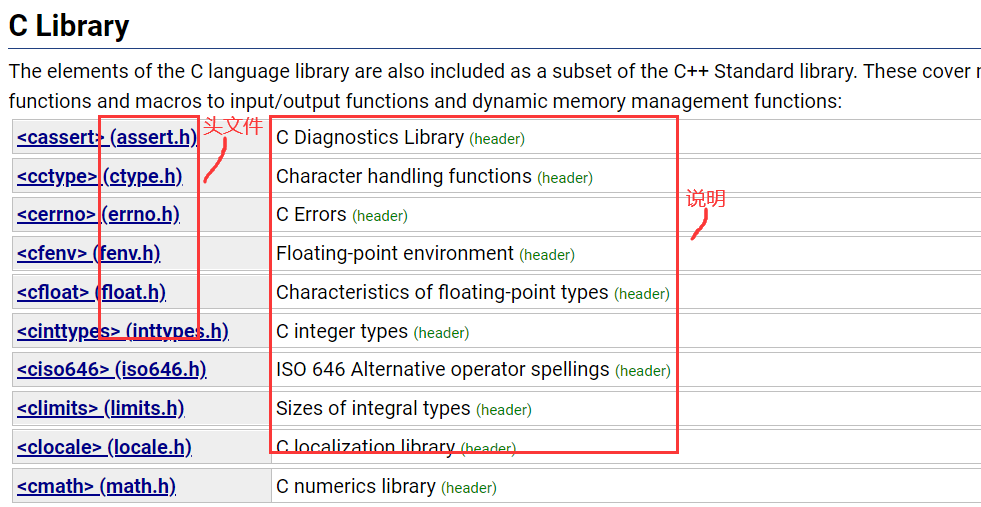 C Library
The elements of the C language library are also included as a subset of the C++ Standard library. These cover
functions and macros to input/output functions and dynamic memory management functions:
<cassert> (assert.h) 头文件 C Diagnostics Library (header)
<cctype> (ctype.h) Character handling functions (header)
<cerrno> (errno.h) C Errors (header) 说明
<cfenv> (fenv.h) Floating-point environment (header)
<cfloat> (float.h) Characteristics of floating-point types (header)
<cinttypes> (inttypes.h) C integer types (header)
<ciso646> (iso646.h) ISO 646 Alternative operator spellings (header)
<climits> (limits.h) Sizes of integral types (header)
<clocale> (locale.h) C localization library (header)
<cmath> (math.h) C numerics library (header)